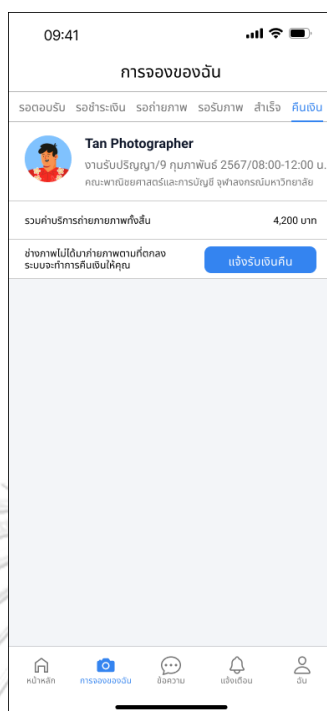 09:41
การจองของฉัน
รอตอบรับ รอชำระเงิน รอถ่ายภาพ รอรับภาพ สำเร็จ คืนเงิน
Tan Photographer
งานรับปริญญา/9 กุมภาพันธ์ 2567/08:00-12:00 น.
คณะพาณิชยศาสตร์และการบัญชี จุฬาลงกรณ์มหาวิทยาลัย
รวมค่าบริการถ่ายภายภาพทั้งสิ้น 4,200 บาท
ช่างภาพไม่ได้มาถ่ายภาพตามที่ตกลง
ระบบจะทำการคืนเงินให้คุณ
แจ้งรับเงินคืน
หน้าหลัก การจองของฉัน ข้อความ แจ้งเตือน ฉัน